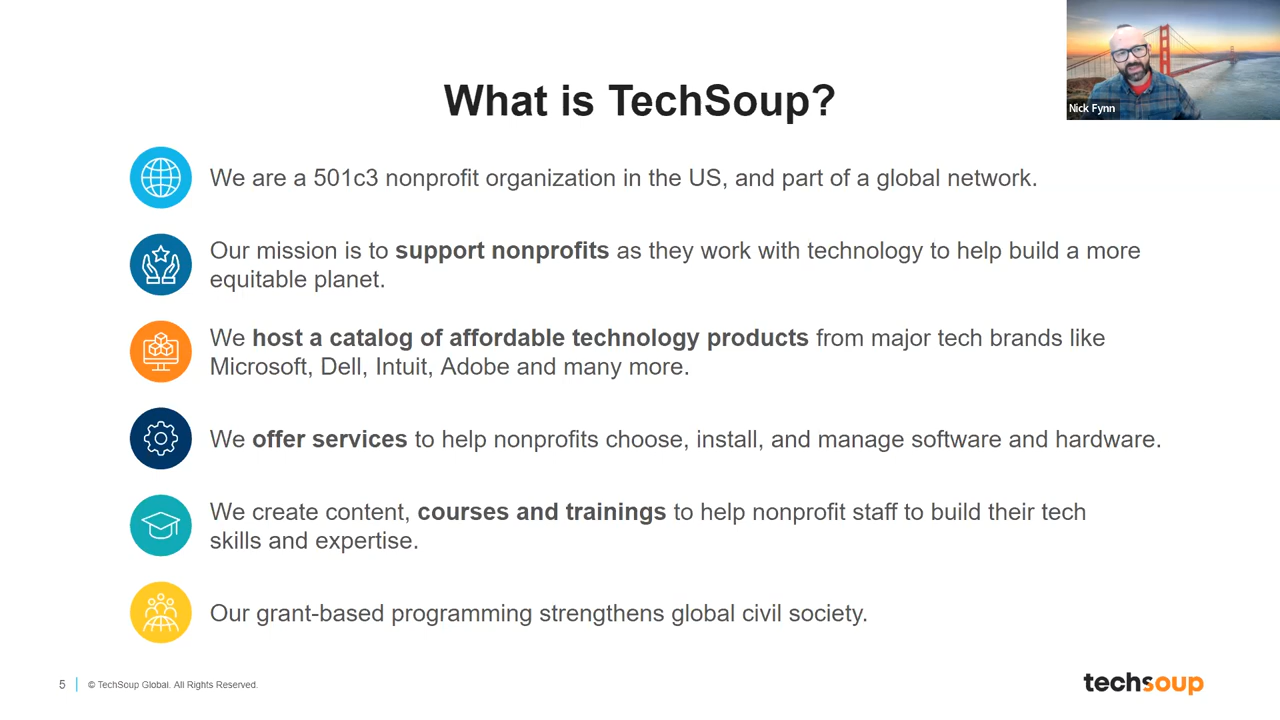 What is TechSoup?
Nick Fynn
We are a 501c3 nonprofit organization in the US, and part of a global network.
Our mission is to support nonprofits as they work with technology to help build a more
equitable planet.
We host a catalog of affordable technology products from major tech brands like
Microsoft, Dell, Intuit, Adobe and many more.
We offer services to help nonprofits choose, install, and manage software and hardware.
We create content, courses and trainings to help nonprofit staff to build their tech
skills and expertise.
Our grant-based programming strengthens global civil society.
5 © TechSoup Global. All Rights Reserved.
techsoup